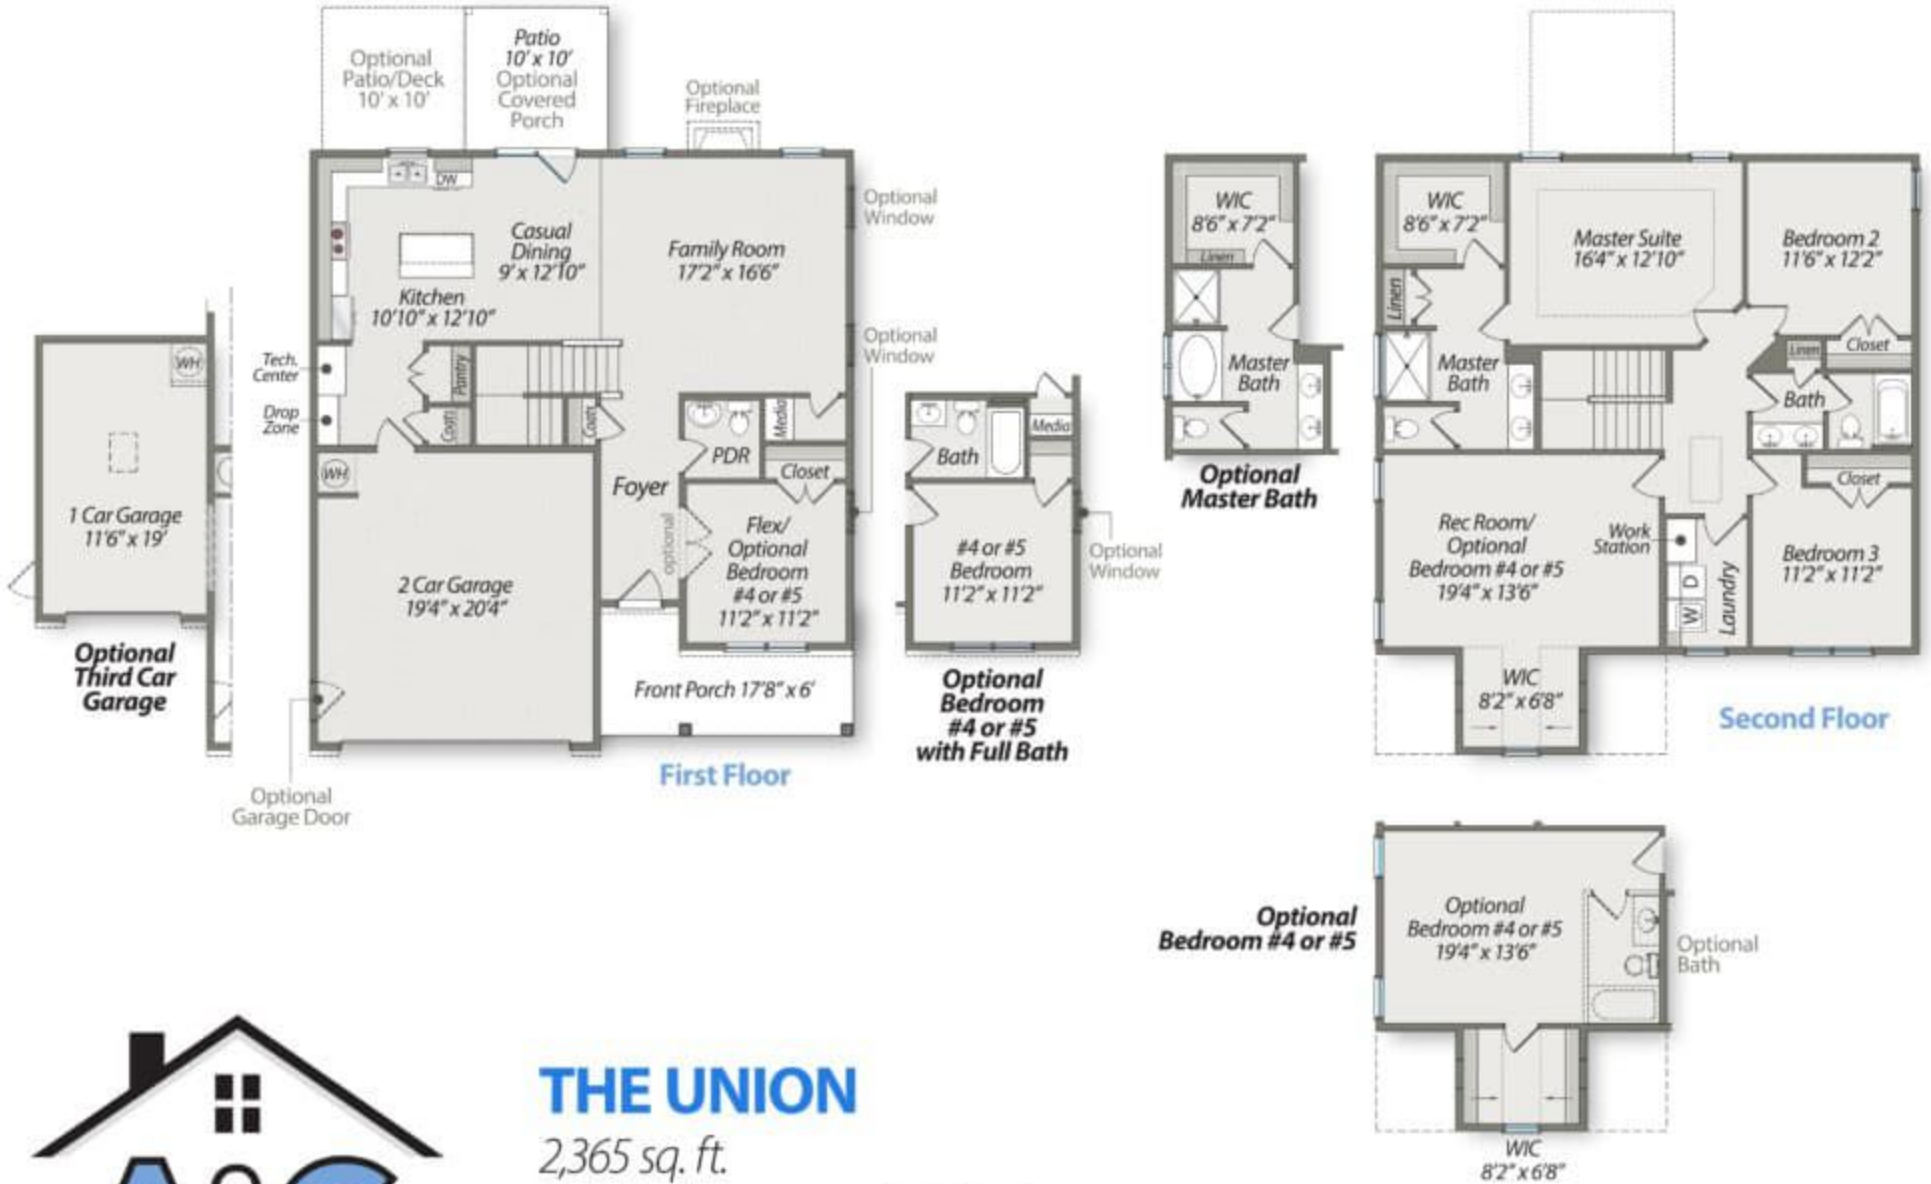 Optional
Patio/Deck
10' x 10'
Patio
10' x 10'
Optional
Covered
Porch
Optional
Fireplace
DW
Casual
Dining
9' x 12'10"
Family Room
17'2" x 16'6"
Optional
Window
Kitchen
10'10" x 12'10"
Optional
Window
Tech.
Center
Pantry
Drop
Zone
Coats
Coats
Media
PDR
Closet
WH
Foyer
optional
Flex/
Optional
Bedroom
#4 or #5
11'2" x 11'2"
2 Car Garage
19'4" x 20'4"
Front Porch 17'8" x 6'
First Floor
Optional
Garage Door
WH
1 Car Garage
11'6" x 19'
Optional
Third Car
Garage
Media
Bath
#4 or #5
Bedroom
11'2" x 11'2"
Optional
Window
Optional
Bedroom
#4 or #5
with Full Bath
WIC
8'6" x 7'2"
Linen
Master
Bath
Optional
Master Bath
WIC
8'6" x 7'2"
Master Suite
16'4" x 12'10"
Bedroom 2
11'6" x 12'2"
Linen
Master
Bath
Linen
Closet
Bath
Closet
Rec Room/
Optional
Bedroom #4 or #5
19'4" x 13'6"
Work
Station
D
W
Laundry
Bedroom 3
11'2" x 11'2"
WIC
8'2" x 6'8"
Second Floor
Optional
Bedroom #4 or #5
Optional
Bedroom #4 or #5
19'4" x 13'6"
Optional
Bath
WIC
8'2" x 6'8"
THE UNION
2,365 sq. ft.